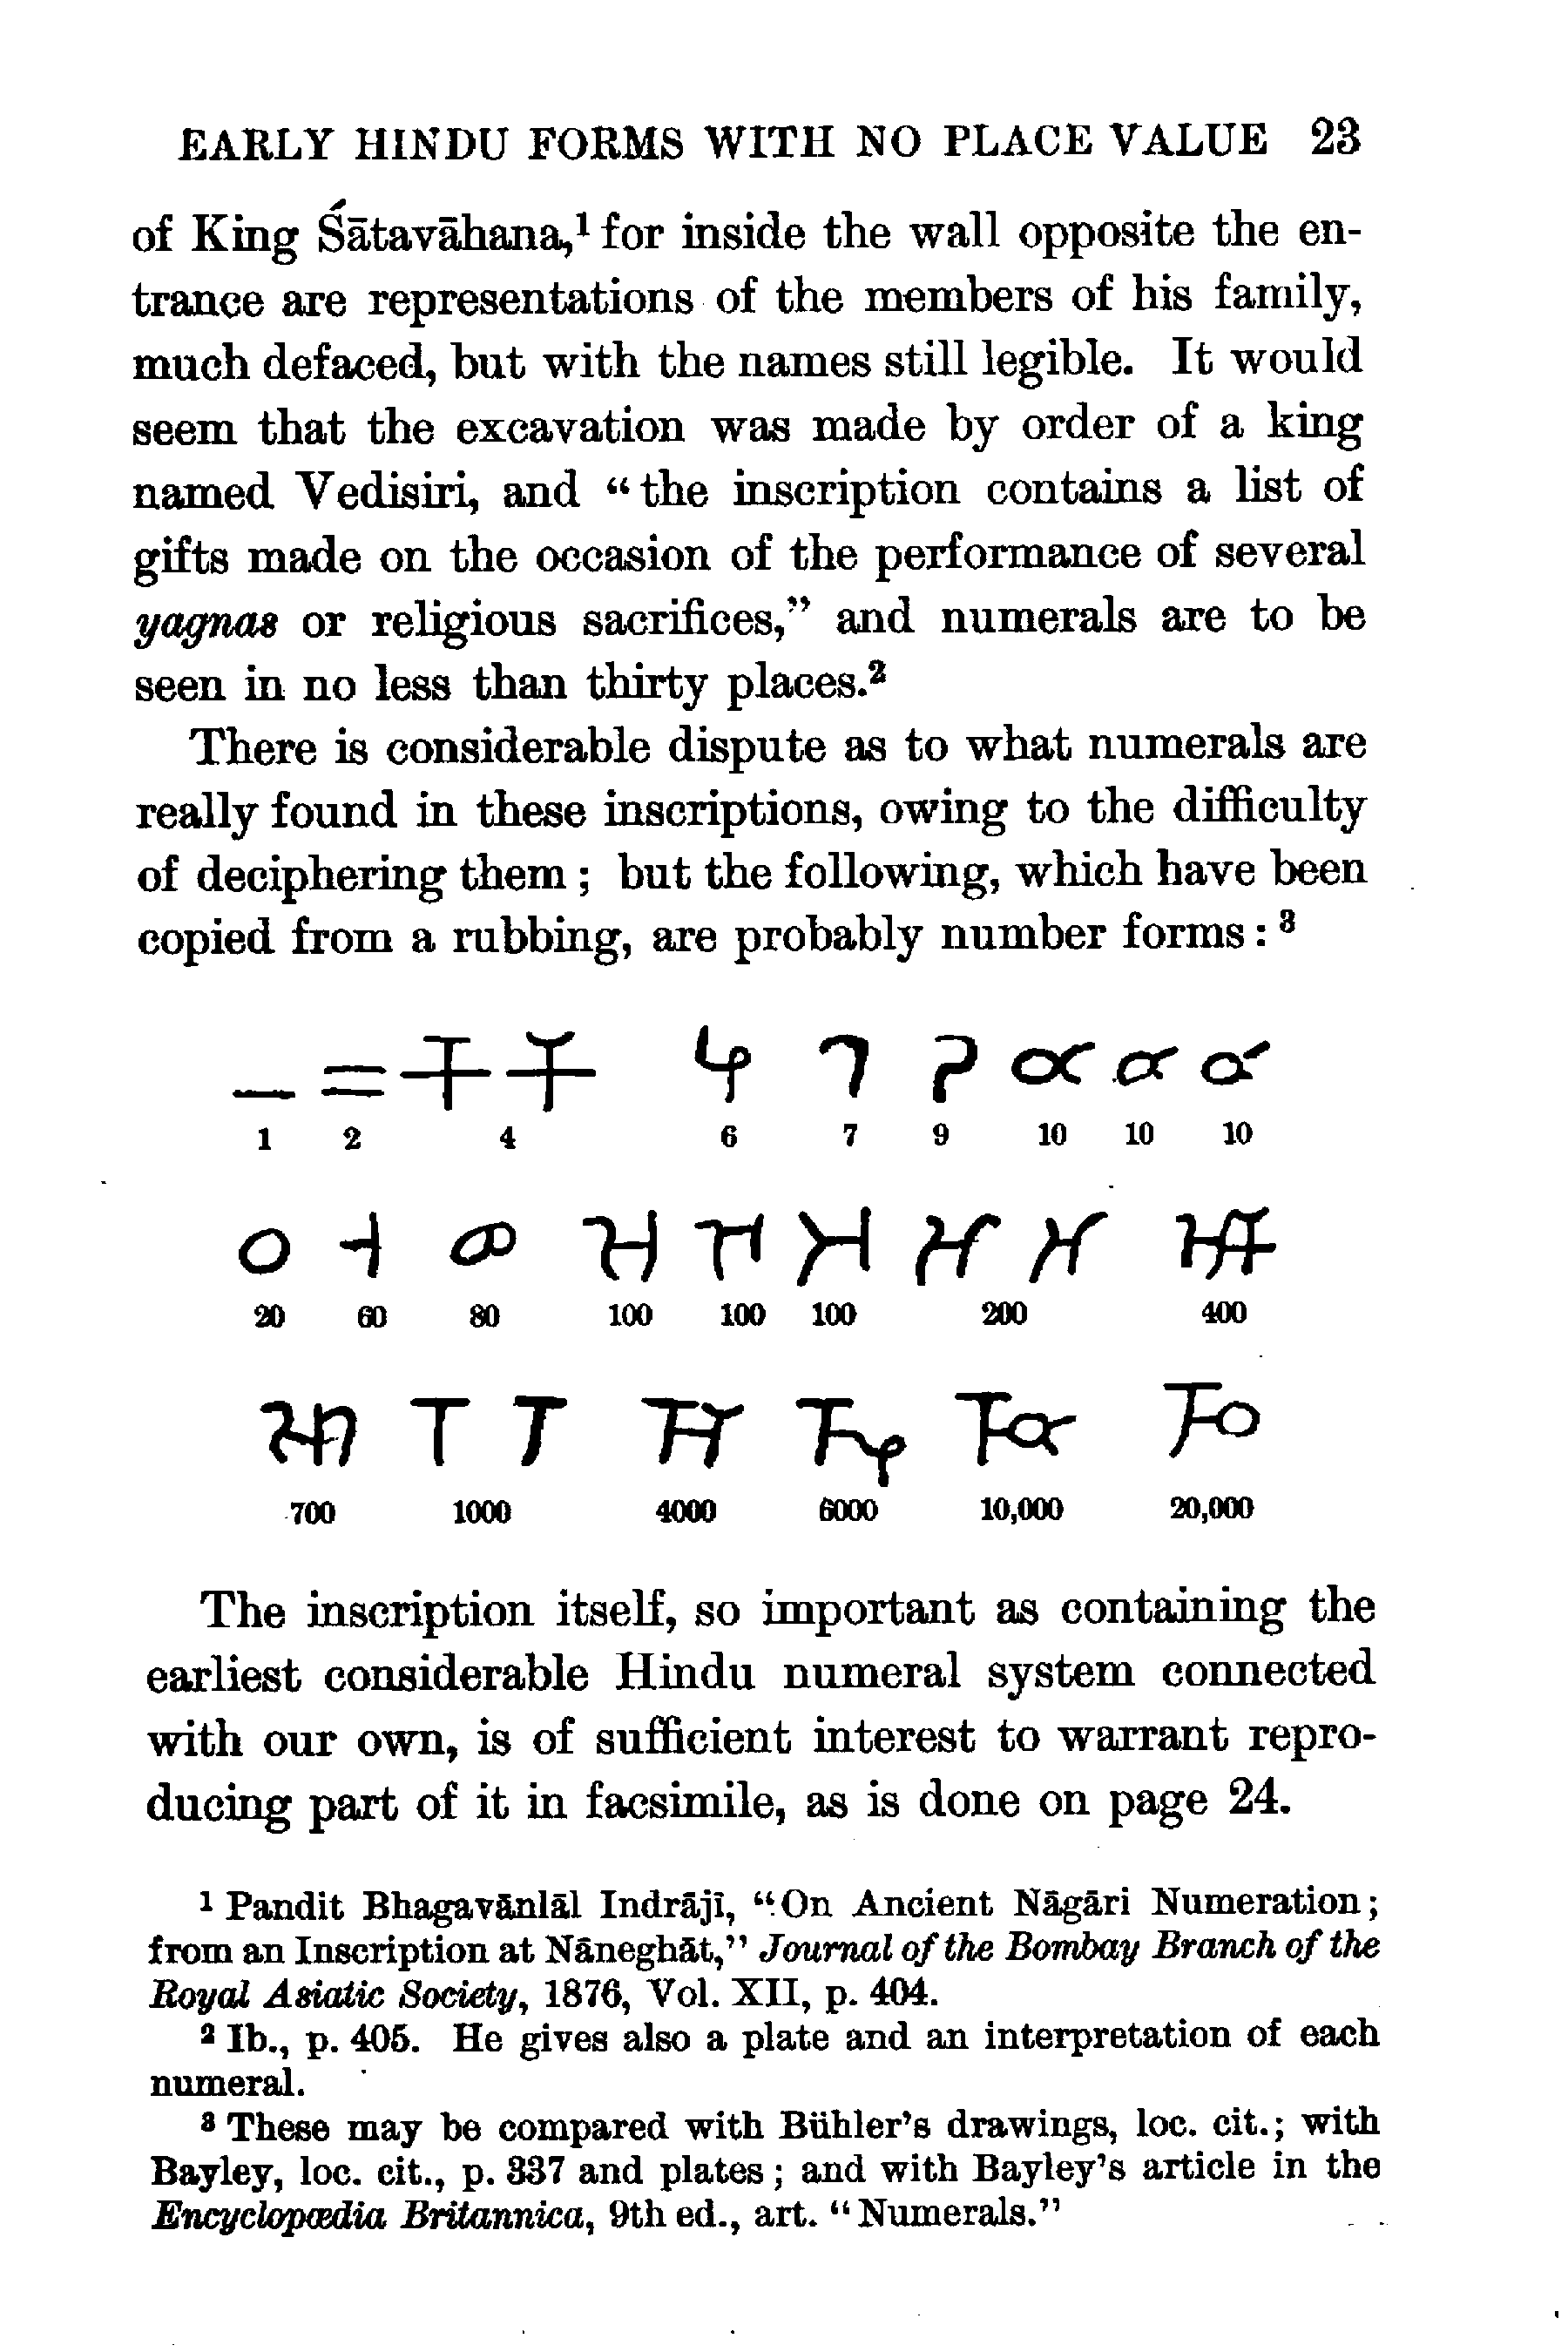 EARLY HINDU FORMS WITH NO PLACE VALUE 23
of King Śātavāhana,¹ for inside the wall opposite the en-
trance are representations of the members of his family,
much defaced, but with the names still legible. It would
seem that the excavation was made by order of a king
named Vedisiri, and “the inscription contains a list of
gifts made on the occasion of the performance of several
yagnas or religious sacrifices,” and numerals are to be
seen in no less than thirty places.²
There is considerable dispute as to what numerals are
really found in these inscriptions, owing to the difficulty
of deciphering them; but the following, which have been
copied from a rubbing, are probably number forms:³
1 2 4 6 7 9 10 10 10
20 60 80 100 100 100 200 400
700 1000 4000 6000 10,000 20,000
The inscription itself, so important as containing the
earliest considerable Hindu numeral system connected
with our own, is of sufficient interest to warrant repro-
ducing part of it in facsimile, as is done on page 24.
¹ Pandit Bhagavānlāl Indrājī, “On Ancient Nāgāri Numeration;
from an Inscription at Nāneghāt,” Journal of the Bombay Branch of the
Royal Asiatic Society, 1876, Vol. XII, p. 404.
² Ib., p. 405. He gives also a plate and an interpretation of each
numeral.
³ These may be compared with Bühler’s drawings, loc. cit.; with
Bayley, loc. cit., p. 337 and plates; and with Bayley’s article in the
Encyclopædia Britannica, 9th ed., art. “Numerals.”